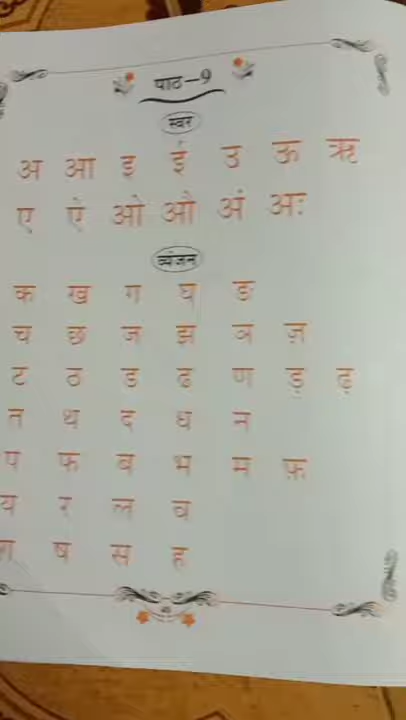 पाठ-9
स्वर
अ आ इ ई उ ऊ ऋ
ए ऐ ओ औ अं अः
व्यंजन
क ख ग घ ङ
च छ ज झ ञ ज़
ट ठ ड ढ ण ड़ ढ़
त थ द ध न
प फ ब भ म फ़
य र ल व
श ष स ह